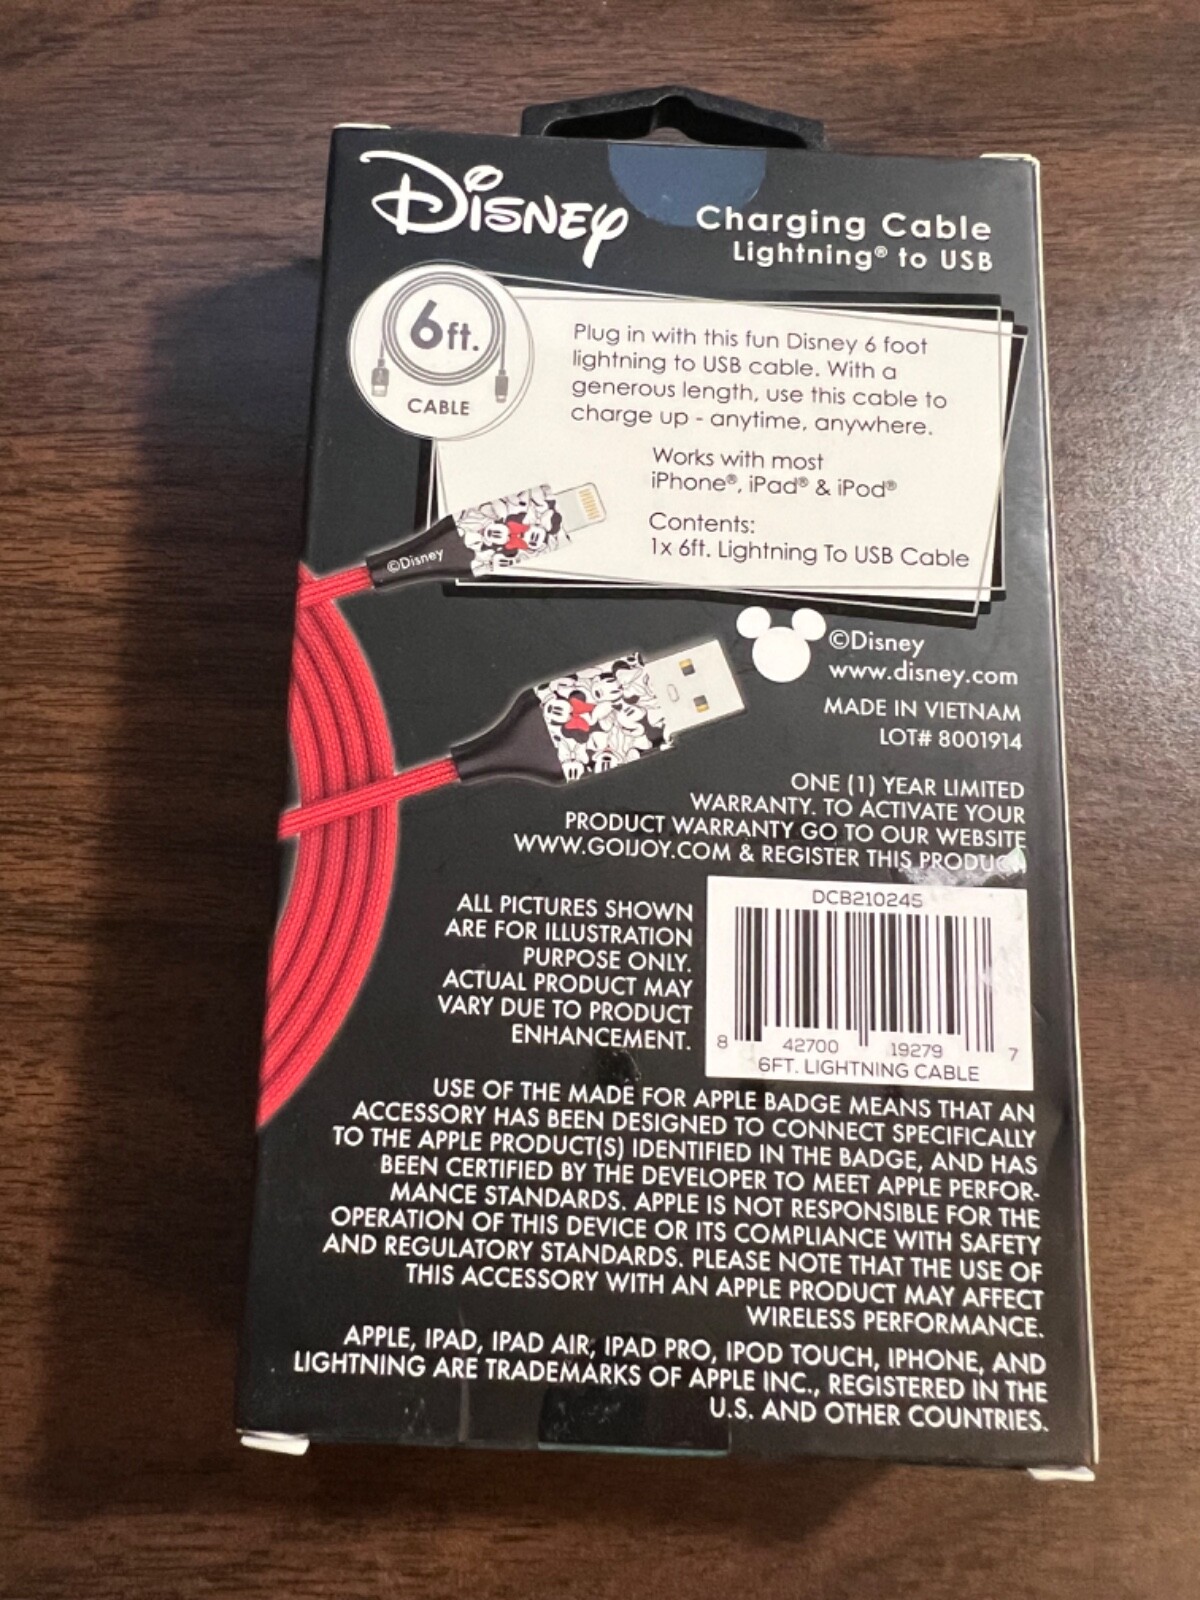 Disney
Charging Cable
Lightning® to USB
6ft.
CABLE
Plug in with this fun Disney 6 foot
lightning to USB cable. With a
generous length, use this cable to
charge up - anytime, anywhere.
Works with most
iPhone®, iPad® & iPod®
Contents:
1x 6ft. Lightning To USB Cable
©Disney
©Disney
www.disney.com
MADE IN VIETNAM
LOT# 8001914
ONE (1) YEAR LIMITED
WARRANTY. TO ACTIVATE YOUR
PRODUCT WARRANTY GO TO OUR WEBSITE
WWW.GOIJOY.COM & REGISTER THIS PRODUC
ALL PICTURES SHOWN
ARE FOR ILLUSTRATION
PURPOSE ONLY.
ACTUAL PRODUCT MAY
VARY DUE TO PRODUCT
ENHANCEMENT.
DCB210245
8 42700 19279 7
6FT. LIGHTNING CABLE
USE OF THE MADE FOR APPLE BADGE MEANS THAT AN
ACCESSORY HAS BEEN DESIGNED TO CONNECT SPECIFICALLY
TO THE APPLE PRODUCT(S) IDENTIFIED IN THE BADGE, AND HAS
BEEN CERTIFIED BY THE DEVELOPER TO MEET APPLE PERFOR-
MANCE STANDARDS. APPLE IS NOT RESPONSIBLE FOR THE
OPERATION OF THIS DEVICE OR ITS COMPLIANCE WITH SAFETY
AND REGULATORY STANDARDS. PLEASE NOTE THAT THE USE OF
THIS ACCESSORY WITH AN APPLE PRODUCT MAY AFFECT
WIRELESS PERFORMANCE.
APPLE, IPAD, IPAD AIR, IPAD PRO, IPOD TOUCH, IPHONE, AND
LIGHTNING ARE TRADEMARKS OF APPLE INC., REGISTERED IN THE
U.S. AND OTHER COUNTRIES.